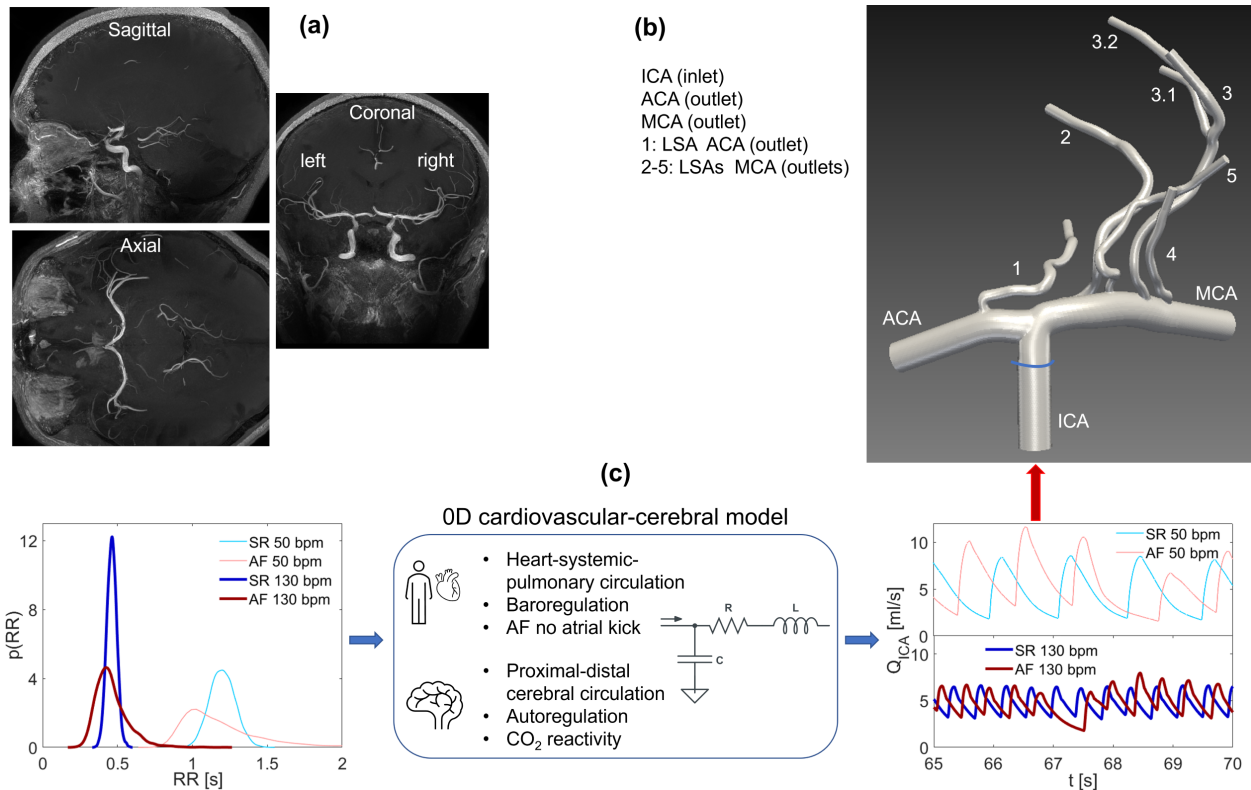 (a)
Sagittal
Coronal
left
right
Axial
(b)
ICA (inlet)
ACA (outlet)
MCA (outlet)
1: LSA ACA (outlet)
2-5: LSAs MCA (outlets)
3.2
3.1
3
2
5
1
4
MCA
ACA
ICA
(c)
p(RR)
12
8
4
0
SR 50 bpm
AF 50 bpm
SR 130 bpm
AF 130 bpm
0
0.5
1
1.5
2
RR [s]
0D cardiovascular-cerebral model
• Heart-systemic-
pulmonary circulation
• Baroregulation
• AF no atrial kick
• Proximal-distal
cerebral circulation
• Autoregulation
• CO₂ reactivity
R
L
C
Q_ICA [ml/s]
10
5
0
SR 50 bpm
AF 50 bpm
10
5
0
SR 130 bpm
AF 130 bpm
65
66
67
68
69
70
t [s]